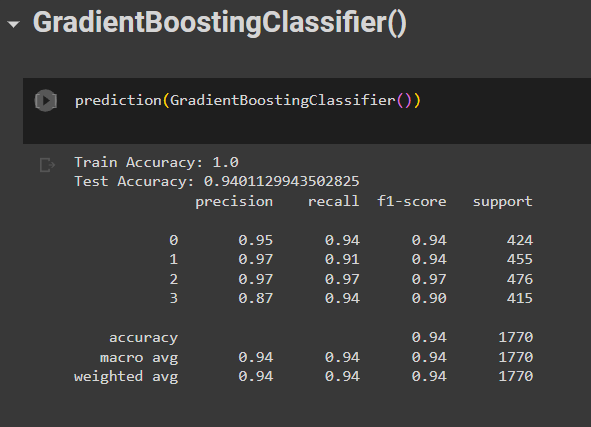 GradientBoostingClassifier()
prediction(GradientBoostingClassifier())
Train Accuracy: 1.0
Test Accuracy: 0.9401129943502825
precision recall f1-score support
0 0.95 0.94 0.94 424
1 0.97 0.91 0.94 455
2 0.97 0.97 0.97 476
3 0.87 0.94 0.90 415
accuracy 0.94 1770
macro avg 0.94 0.94 0.94 1770
weighted avg 0.94 0.94 0.94 1770